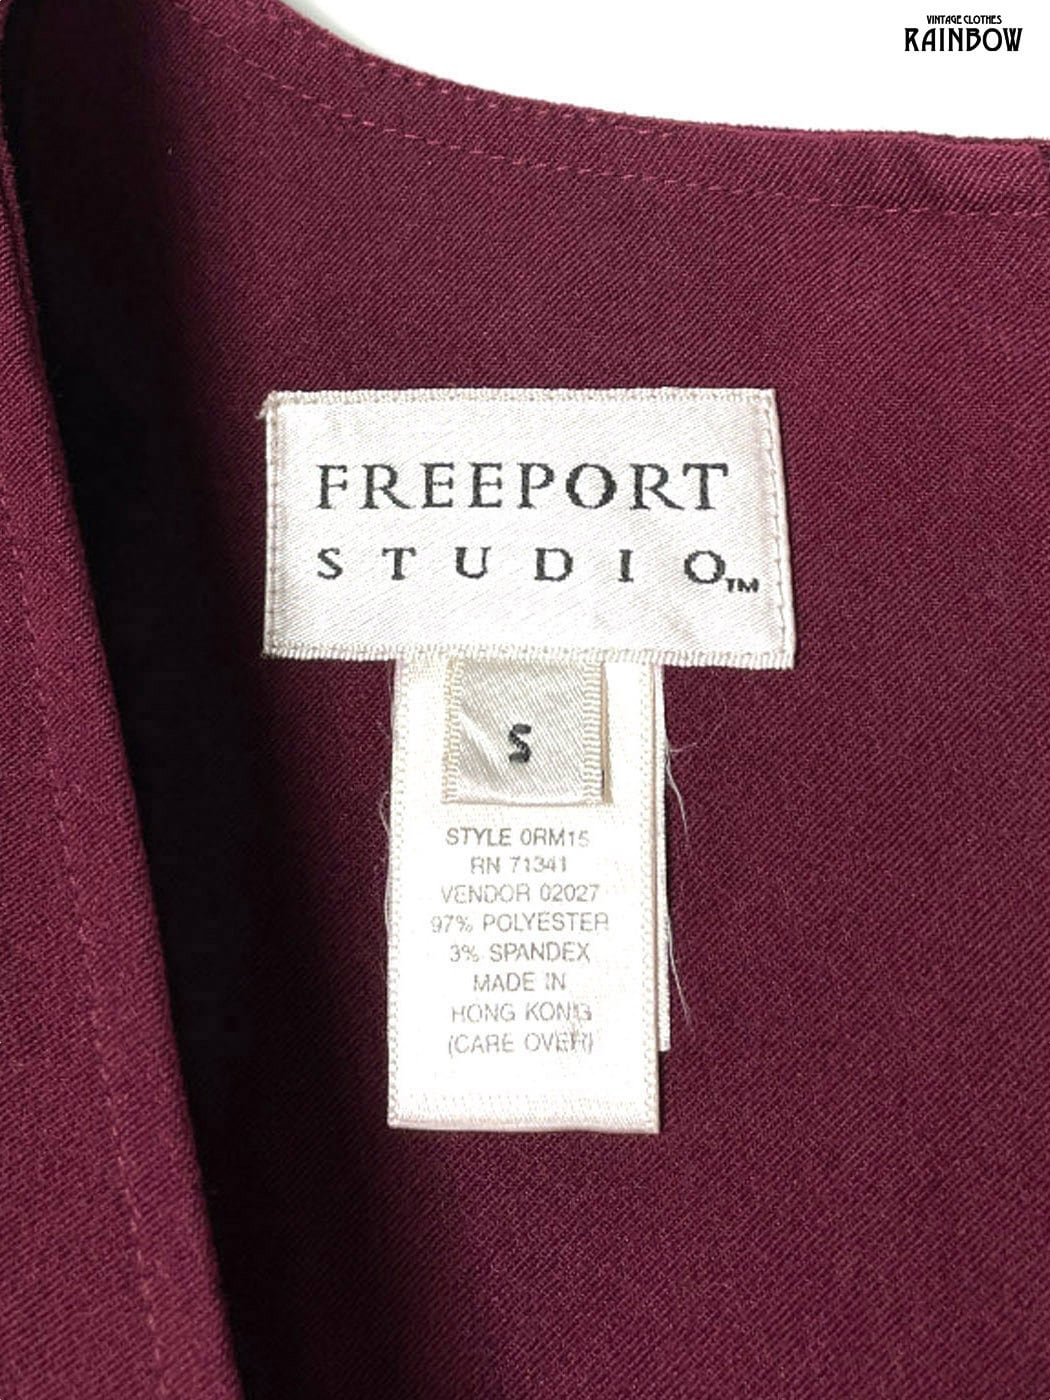 VINTAGE CLOTHES
RAINBOW
FREEPORT
STUDIO™
S
STYLE 0RM15
RN 71341
VENDOR 02027
97% POLYESTER
3% SPANDEX
MADE IN
HONG KONG
(CARE OVER)